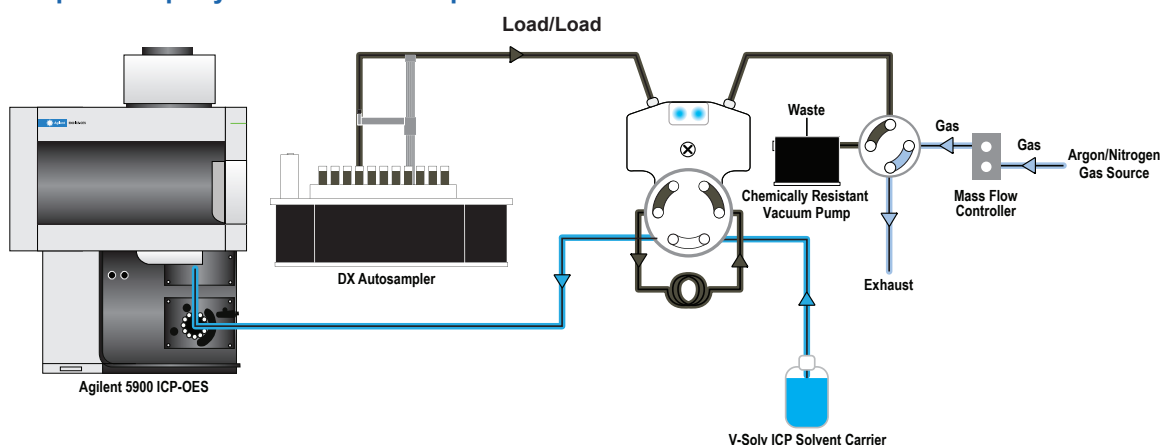 Load/Load
Agilent
Waste
Gas
Gas
Argon/Nitrogen
Gas Source
Chemically Resistant
Vacuum Pump
Mass Flow
Controller
DX Autosampler
Exhaust
Agilent 5900 ICP-OES
V-Solv ICP Solvent Carrier